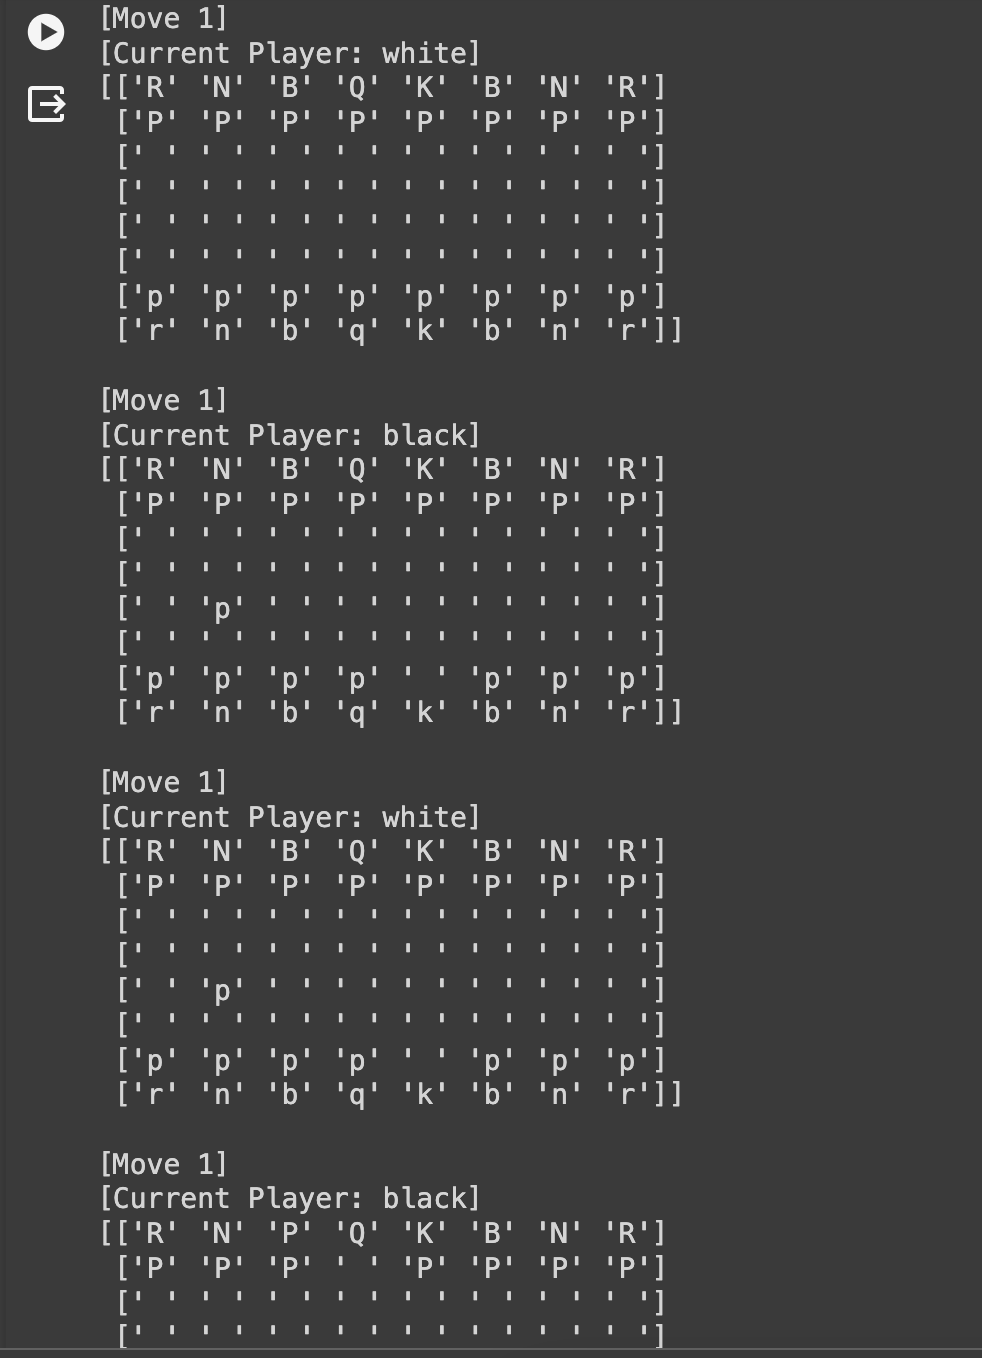 [Move 1]
[Current Player: white]
[['R' 'N' 'B' 'Q' 'K' 'B' 'N' 'R']
 ['P' 'P' 'P' 'P' 'P' 'P' 'P' 'P']
 [' ' ' ' ' ' ' ' ' ' ' ' ' ' ' ']
 [' ' ' ' ' ' ' ' ' ' ' ' ' ' ' ']
 [' ' ' ' ' ' ' ' ' ' ' ' ' ' ' ']
 [' ' ' ' ' ' ' ' ' ' ' ' ' ' ' ']
 ['p' 'p' 'p' 'p' 'p' 'p' 'p' 'p']
 ['r' 'n' 'b' 'q' 'k' 'b' 'n' 'r']]

[Move 1]
[Current Player: black]
[['R' 'N' 'B' 'Q' 'K' 'B' 'N' 'R']
 ['P' 'P' 'P' 'P' 'P' 'P' 'P' 'P']
 [' ' ' ' ' ' ' ' ' ' ' ' ' ' ' ']
 [' ' ' ' ' ' ' ' ' ' ' ' ' ' ' ']
 [' ' 'p' ' ' ' ' ' ' ' ' ' ' ' ']
 [' ' ' ' ' ' ' ' ' ' ' ' ' ' ' ']
 ['p' 'p' 'p' 'p' ' ' 'p' 'p' 'p']
 ['r' 'n' 'b' 'q' 'k' 'b' 'n' 'r']]

[Move 1]
[Current Player: white]
[['R' 'N' 'B' 'Q' 'K' 'B' 'N' 'R']
 ['P' 'P' 'P' 'P' 'P' 'P' 'P' 'P']
 [' ' ' ' ' ' ' ' ' ' ' ' ' ' ' ']
 [' ' ' ' ' ' ' ' ' ' ' ' ' ' ' ']
 [' ' 'p' ' ' ' ' ' ' ' ' ' ' ' ']
 [' ' ' ' ' ' ' ' ' ' ' ' ' ' ' ']
 ['p' 'p' 'p' 'p' ' ' 'p' 'p' 'p']
 ['r' 'n' 'b' 'q' 'k' 'b' 'n' 'r']]

[Move 1]
[Current Player: black]
[['R' 'N' 'P' 'Q' 'K' 'B' 'N' 'R']
 ['P' 'P' 'P' ' ' 'P' 'P' 'P' 'P']
 [' ' ' ' ' ' ' ' ' ' ' ' ' ' ' ']
 [' ' ' ' ' ' ' ' ' ' ' ' ' ' ' ']